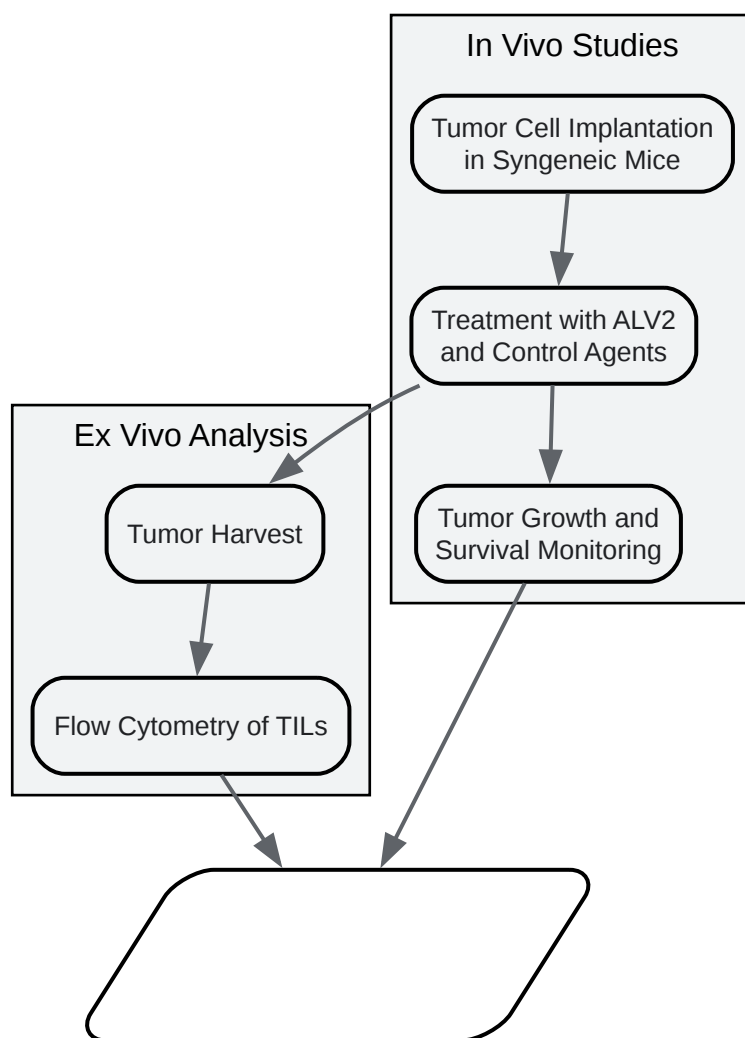 In Vivo Studies
Tumor Cell Implantation
in Syngeneic Mice
Treatment with ALV2
and Control Agents
Ex Vivo Analysis
Tumor Harvest
Tumor Growth and
Survival Monitoring
Flow Cytometry of TILs